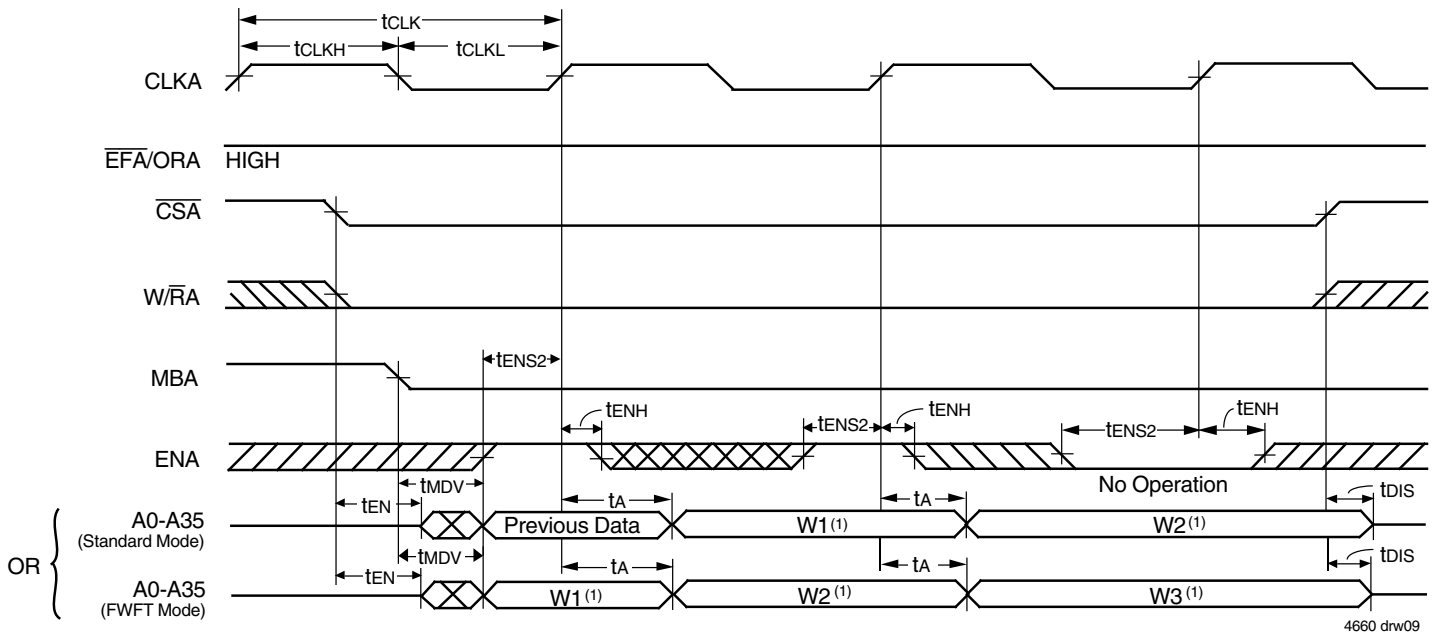 tCLK
tCLKH tCLKL
CLKA
EFA/ORA HIGH
CSA
W/RA
tENS2
MBA
tENH tENS2 tENH tENS2 tENH
ENA
tMDV No Operation
tEN tA tA tDIS
A0-A35 Previous Data W1(1) W2(1)
(Standard Mode)
OR
tMDV
tEN tA tA tDIS
A0-A35 W1(1) W2(1) W3(1)
(FWFT Mode)
4660 drw09